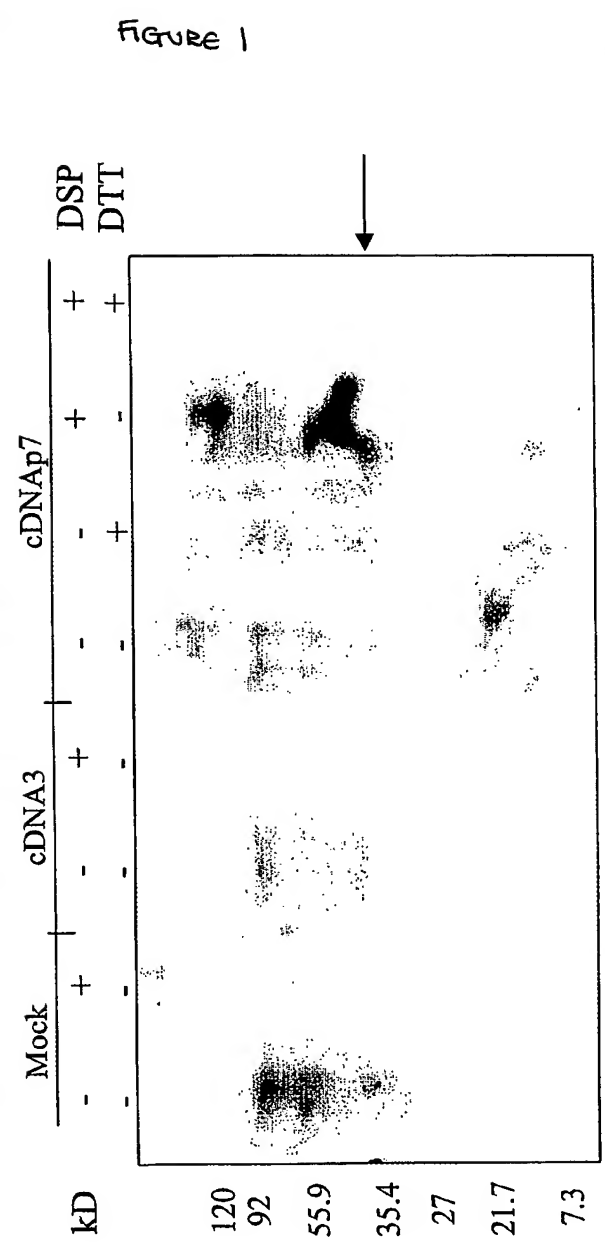 FIGURE 1
Mock cDNA3 cDNAp7
- + - + - - + + DSP
- - - - - + - + DTT
kD
120
92
55.9
35.4
27
21.7
7.3